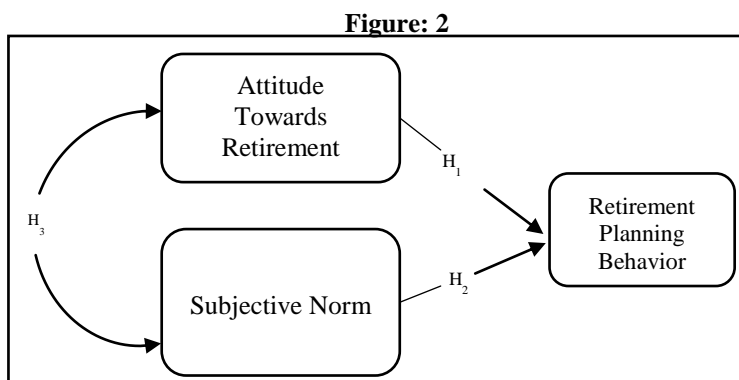 Figure: 2
Attitude
Towards
Retirement
H₁
Retirement
Planning
Behavior
H₃
Subjective Norm
H₂